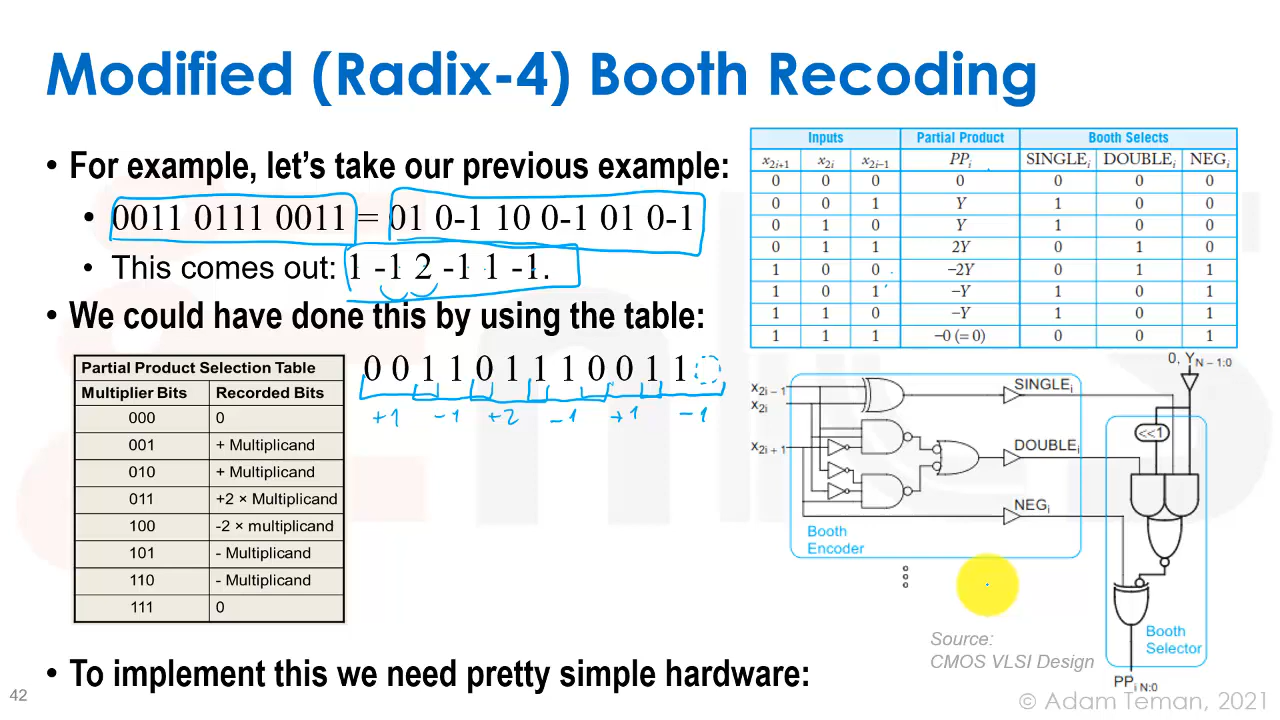 Modified (Radix-4) Booth Recoding
• For example, let's take our previous example:
• 0011 0111 0011 = 01 0-1 10 0-1 01 0-1
• This comes out: 1 -1 2 -1 1 -1.
• We could have done this by using the table:
Partial Product Selection Table
Multiplier Bits Recorded Bits
000 0
001 + Multiplicand
010 + Multiplicand
011 +2 × Multiplicand
100 -2 × multiplicand
101 - Multiplicand
110 - Multiplicand
111 0
0 0 1 1 0 1 1 1 0 0 1 1
+1 -1 +2 -1 +1 -1
Inputs Partial Product Booth Selects
x2i+1 x2i x2i−1 PPi SINGLEi DOUBLEi NEGi
0 0 0 0 0 0 0
0 0 1 Y 1 0 0
0 1 0 Y 1 0 0
0 1 1 2Y 0 1 0
1 0 0 −2Y 0 1 1
1 0 1 −Y 1 0 1
1 1 0 −Y 1 0 1
1 1 1 −0 (= 0) 0 0 1
0, YN − 1:0
x2i – 1
x2i
x2i + 1
SINGLEi
DOUBLEi
NEGi
<<1
Booth
Encoder
Booth
Selector
PPi N:0
Source:
CMOS VLSI Design
• To implement this we need pretty simple hardware:
42
© Adam Teman, 2021